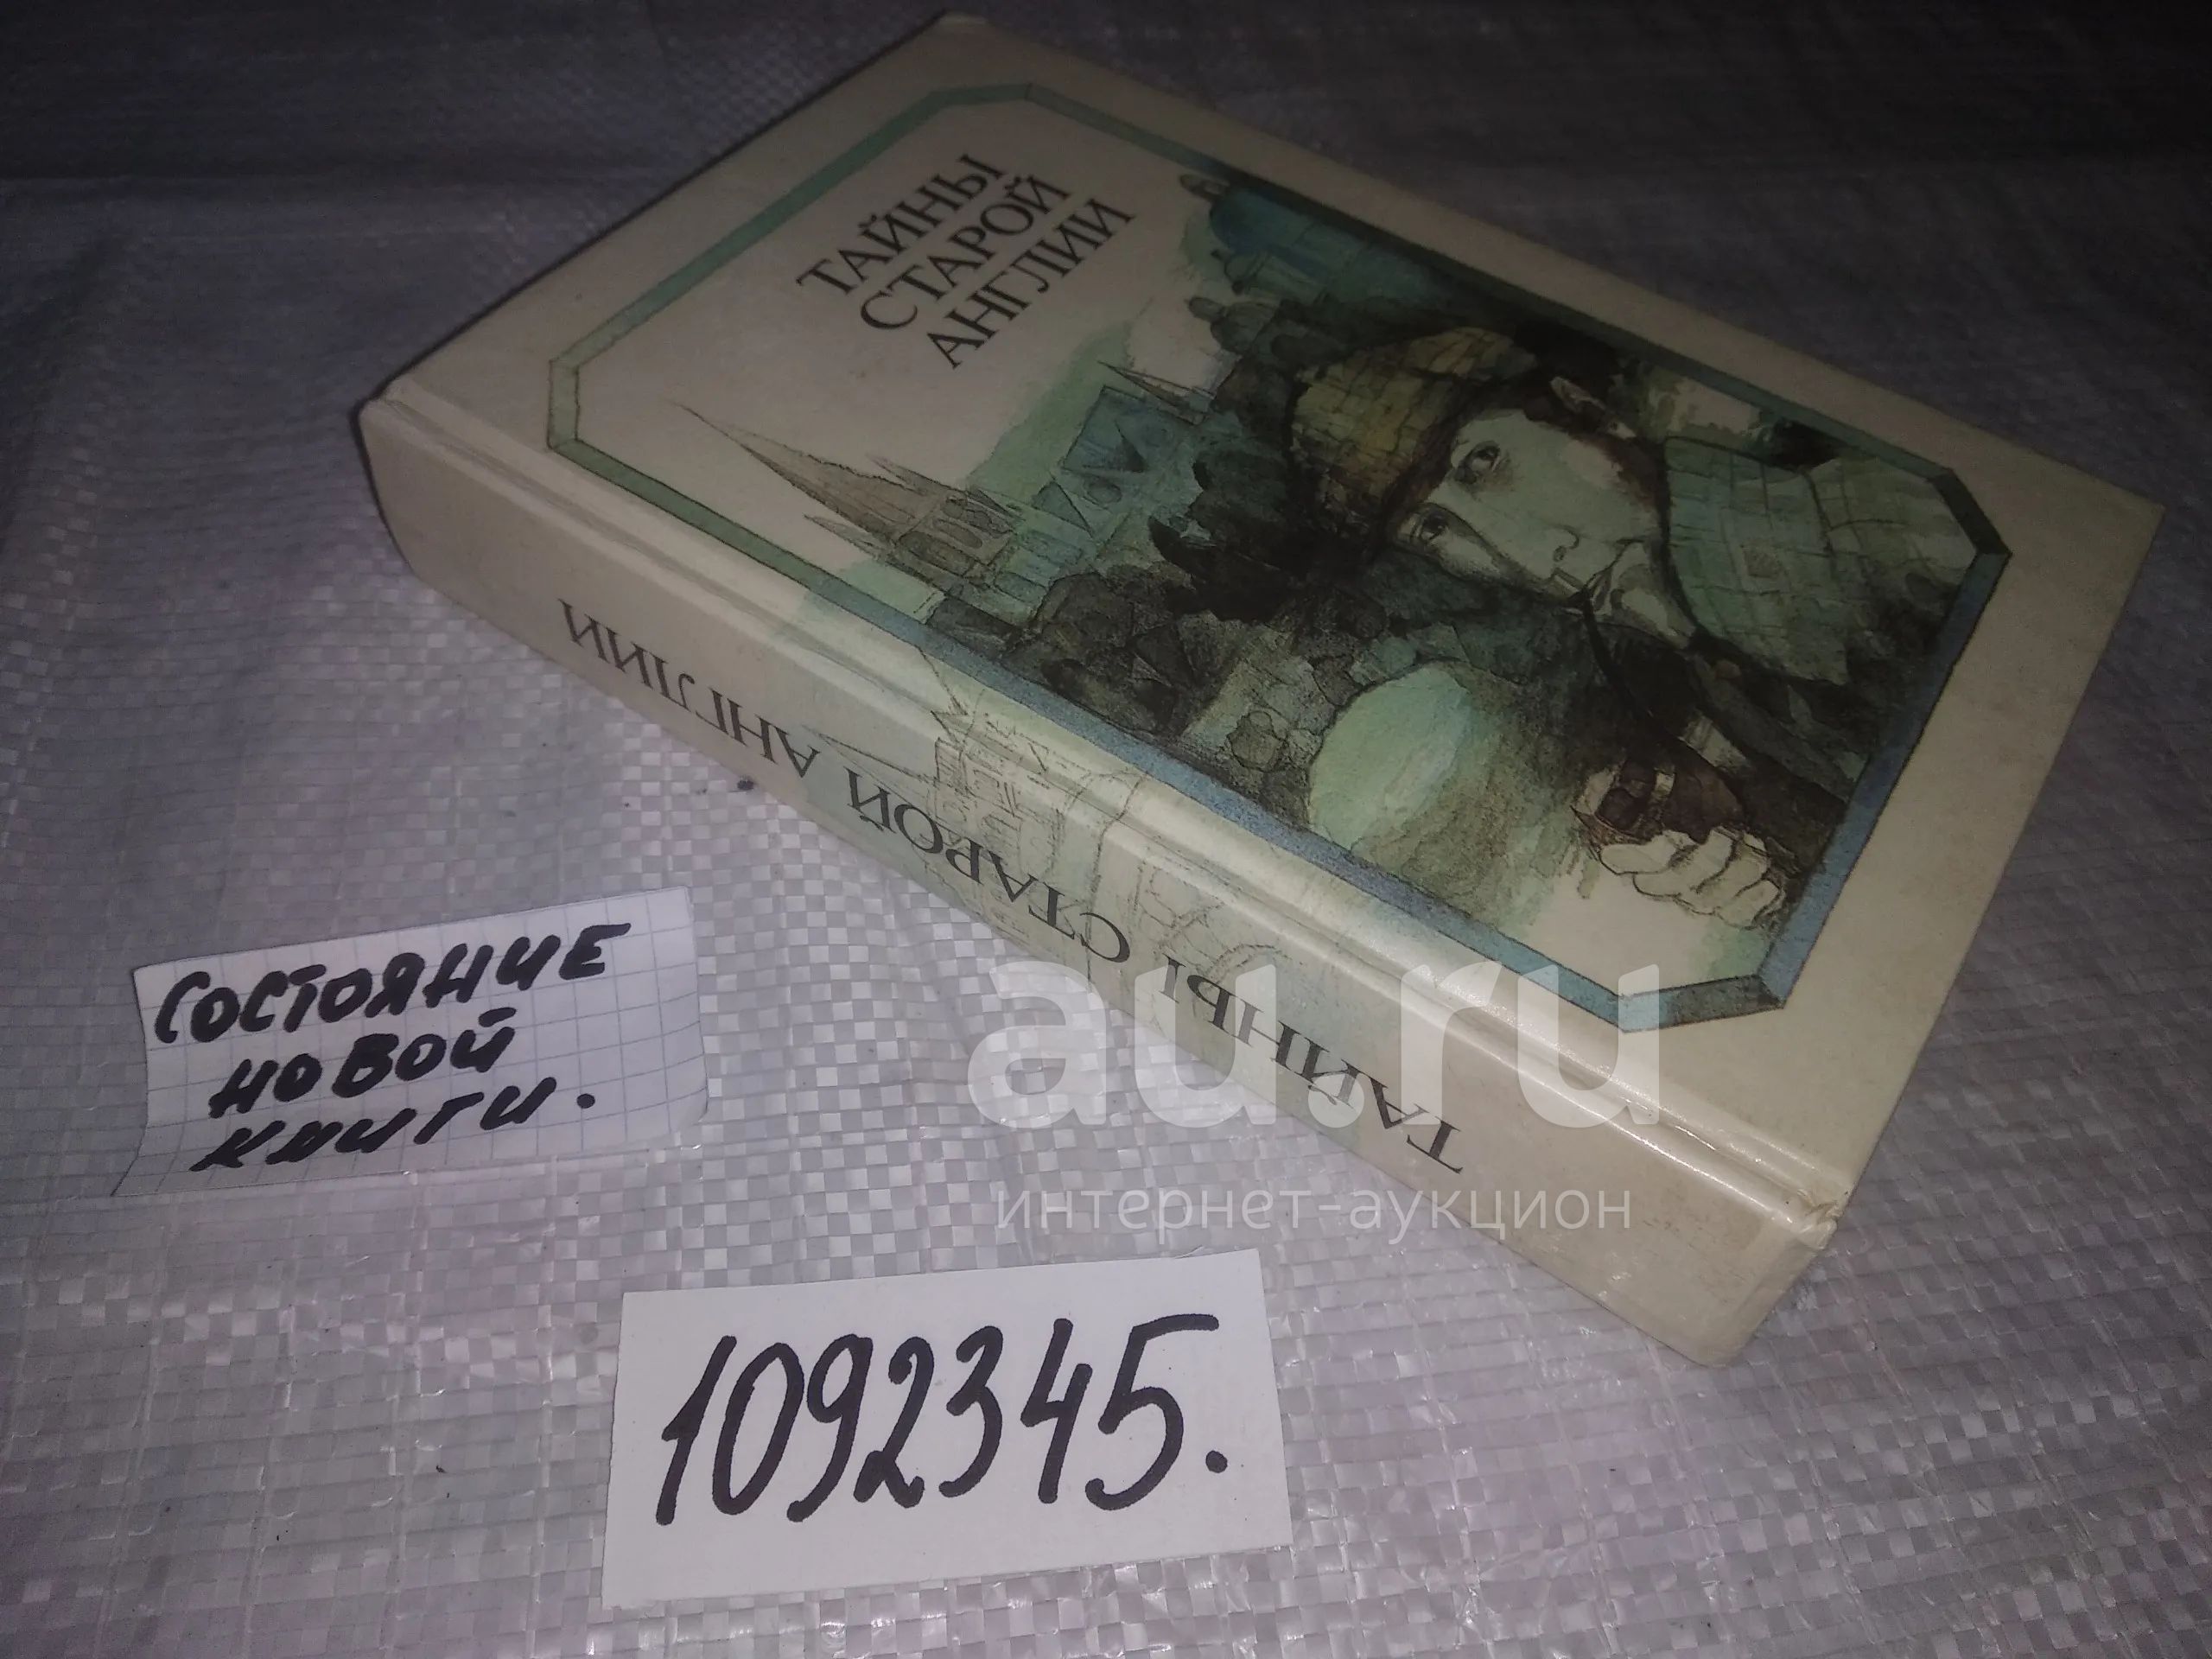 ТАЙНЫ
СТАРОЙ
АНГЛИИ
ТАЙНЫ СТАРОЙ АНГЛИИ
СОСТОЯНИЕ
НОВОЙ
КНИГИ.
au.ru
интернет-аукцион
1092345.